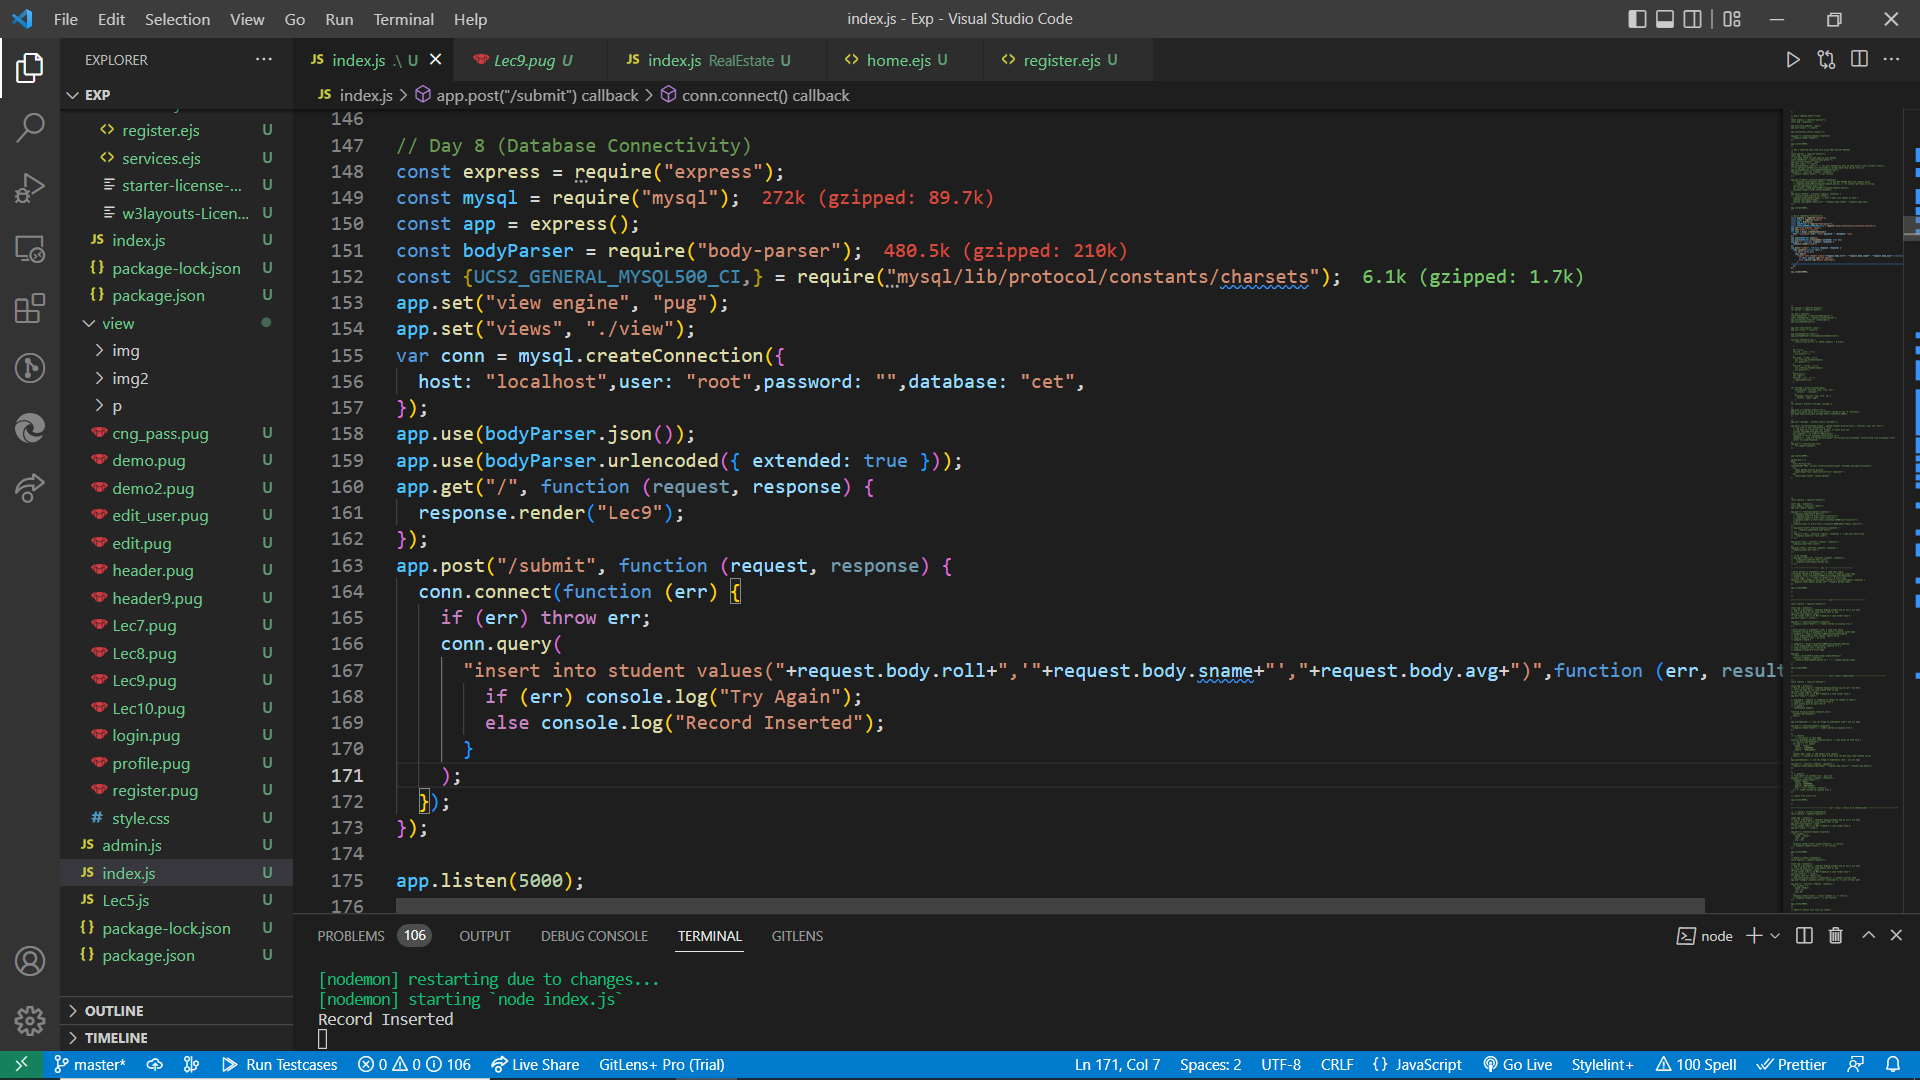 File Edit Selection View Go Run Terminal Help
index.js - Exp - Visual Studio Code
EXPLORER
EXP
register.ejs U
services.ejs U
starter-license-... U
w3layouts-Licen... U
index.js U
package-lock.json U
package.json U
view
img
img2
p
cng_pass.pug U
demo.pug U
demo2.pug U
edit_user.pug U
edit.pug U
header.pug U
header9.pug U
Lec7.pug U
Lec8.pug U
Lec9.pug U
Lec10.pug U
login.pug U
profile.pug U
register.pug U
style.css U
admin.js U
index.js U
Lec5.js U
package-lock.json U
package.json U
OUTLINE
TIMELINE
index.js .\ U
Lec9.pug U
index.js RealEstate U
home.ejs U
register.ejs U
index.js > app.post("/submit") callback > conn.connect() callback
146
147 // Day 8 (Database Connectivity)
148 const express = require("express");
149 const mysql = require("mysql"); 272k (gzipped: 89.7k)
150 const app = express();
151 const bodyParser = require("body-parser"); 480.5k (gzipped: 210k)
152 const {UCS2_GENERAL_MYSQL500_CI,} = require("mysql/lib/protocol/constants/charsets"); 6.1k (gzipped: 1.7k)
153 app.set("view engine", "pug");
154 app.set("views", "./view");
155 var conn = mysql.createConnection({
156 host: "localhost",user: "root",password: "",database: "cet",
157 });
158 app.use(bodyParser.json());
159 app.use(bodyParser.urlencoded({ extended: true }));
160 app.get("/", function (request, response) {
161 response.render("Lec9");
162 });
163 app.post("/submit", function (request, response) {
164 conn.connect(function (err) {
165 if (err) throw err;
166 conn.query(
167 "insert into student values("+request.body.roll+",'"+request.body.sname+"',"+request.body.avg+")",function (err, result
168 if (err) console.log("Try Again");
169 else console.log("Record Inserted");
170 }
171 );
172 });
173 });
174
175 app.listen(5000);
176
PROBLEMS 106 OUTPUT DEBUG CONSOLE TERMINAL GITLENS
node
[nodemon] restarting due to changes...
[nodemon] starting `node index.js`
Record Inserted
master* Run Testcases 0 0 106 Live Share GitLens+ Pro (Trial) Ln 171, Col 7 Spaces: 2 UTF-8 CRLF {} JavaScript Go Live Stylelint+ 100 Spell Prettier